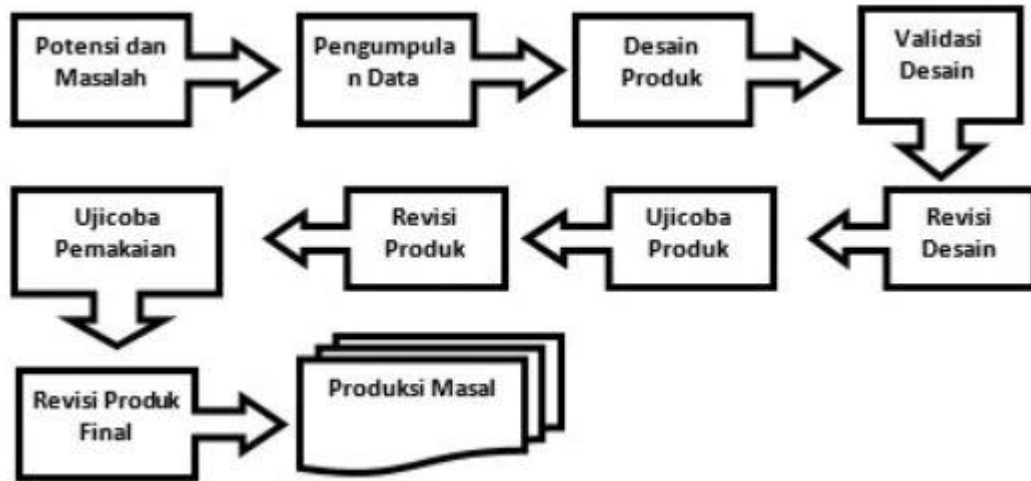 Potensi dan
Masalah
Pengumpula
n Data
Desain
Produk
Validasi
Desain
Revisi
Desain
Ujicoba
Produk
Revisi
Produk
Ujicoba
Pemakaian
Revisi Produk
Final
Produksi Masal